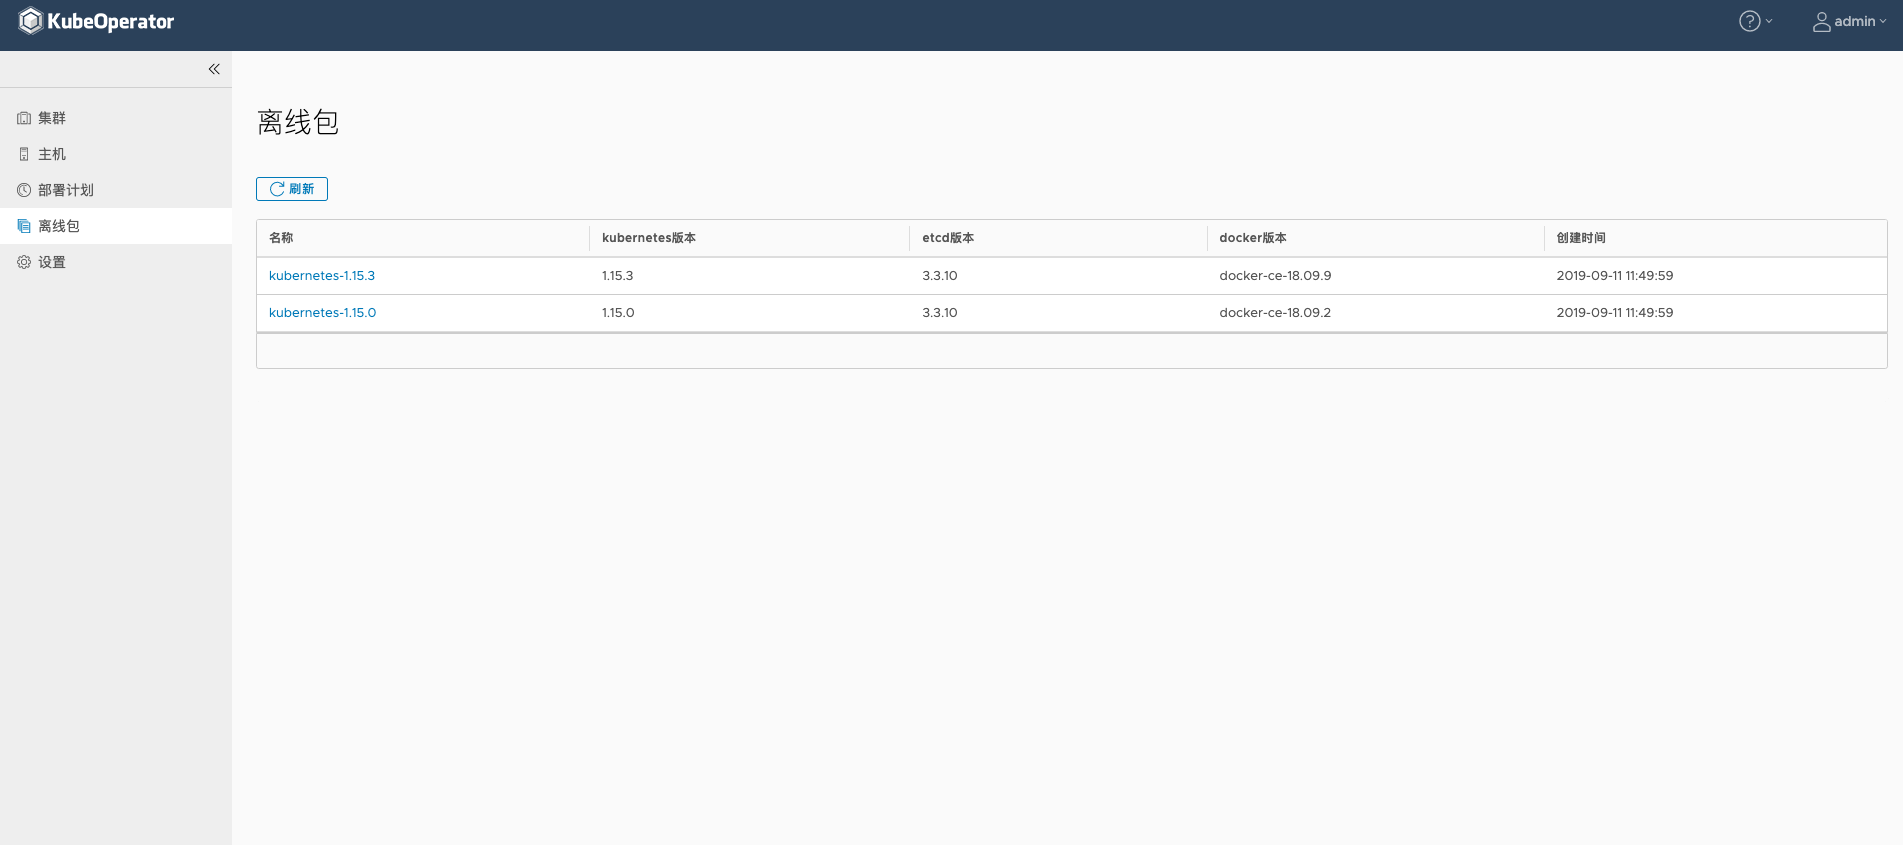 KubeOperator
admin
集群
主机
部署计划
离线包
设置
离线包
刷新
名称 kubernetes版本 etcd版本 docker版本 创建时间
kubernetes-1.15.3 1.15.3 3.3.10 docker-ce-18.09.9 2019-09-11 11:49:59
kubernetes-1.15.0 1.15.0 3.3.10 docker-ce-18.09.2 2019-09-11 11:49:59